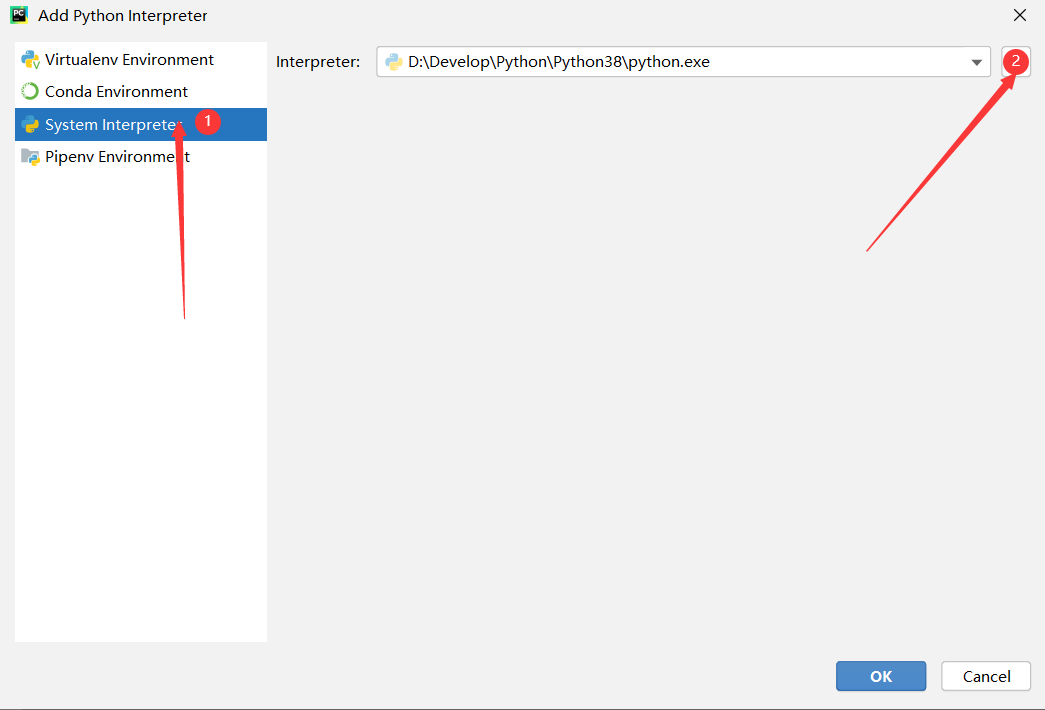 Add Python Interpreter
Virtualenv Environment
Conda Environment
System Interpreter 1
Pipenv Environment
Interpreter: D:\Develop\Python\Python38\python.exe 2
OK Cancel